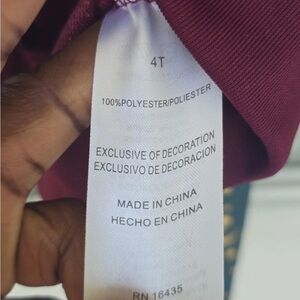 4T
100%POLYESTER/POLIESTER
EXCLUSIVE OF DECORATION
EXCLUSIVO DE DECORACION
MADE IN CHINA
HECHO EN CHINA
RN 16435